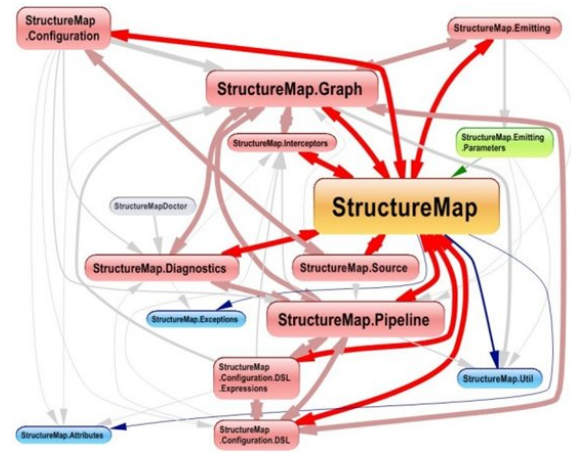 StructureMap
.Configuration
StructureMap.Emitting
StructureMap.Graph
StructureMap.Interceptors
StructureMap.Emitting
.Parameters
StructureMapDoctor
StructureMap
StructureMap.Diagnostics
StructureMap.Source
StructureMap.Exceptions
StructureMap.Pipeline
StructureMap
.Configuration.DSL
.Expressions
StructureMap.Util
StructureMap.Attributes
StructureMap
.Configuration.DSL